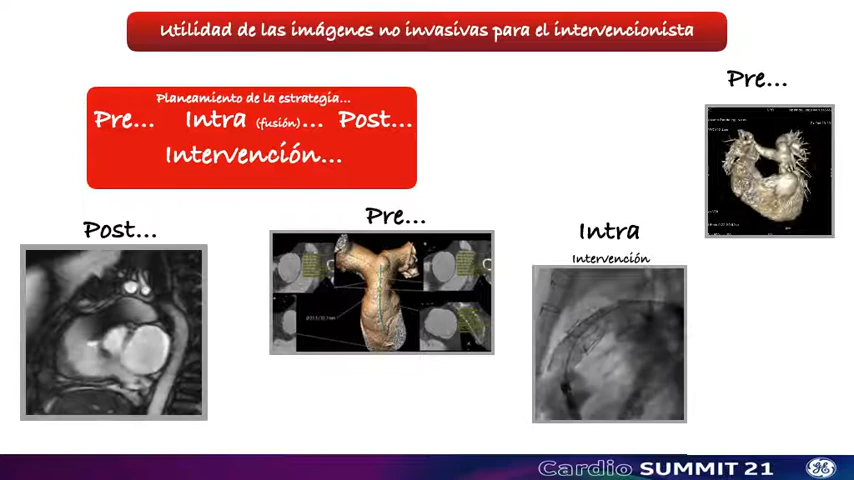 Utilidad de las imágenes no invasivas para el intervencionista
Pre...
Planeamiento de la estrategia...
Pre... Intra (fusión)... Post...
Intervención...
Post...
Pre...
Intra
Intervención
Cardio SUMMIT 21